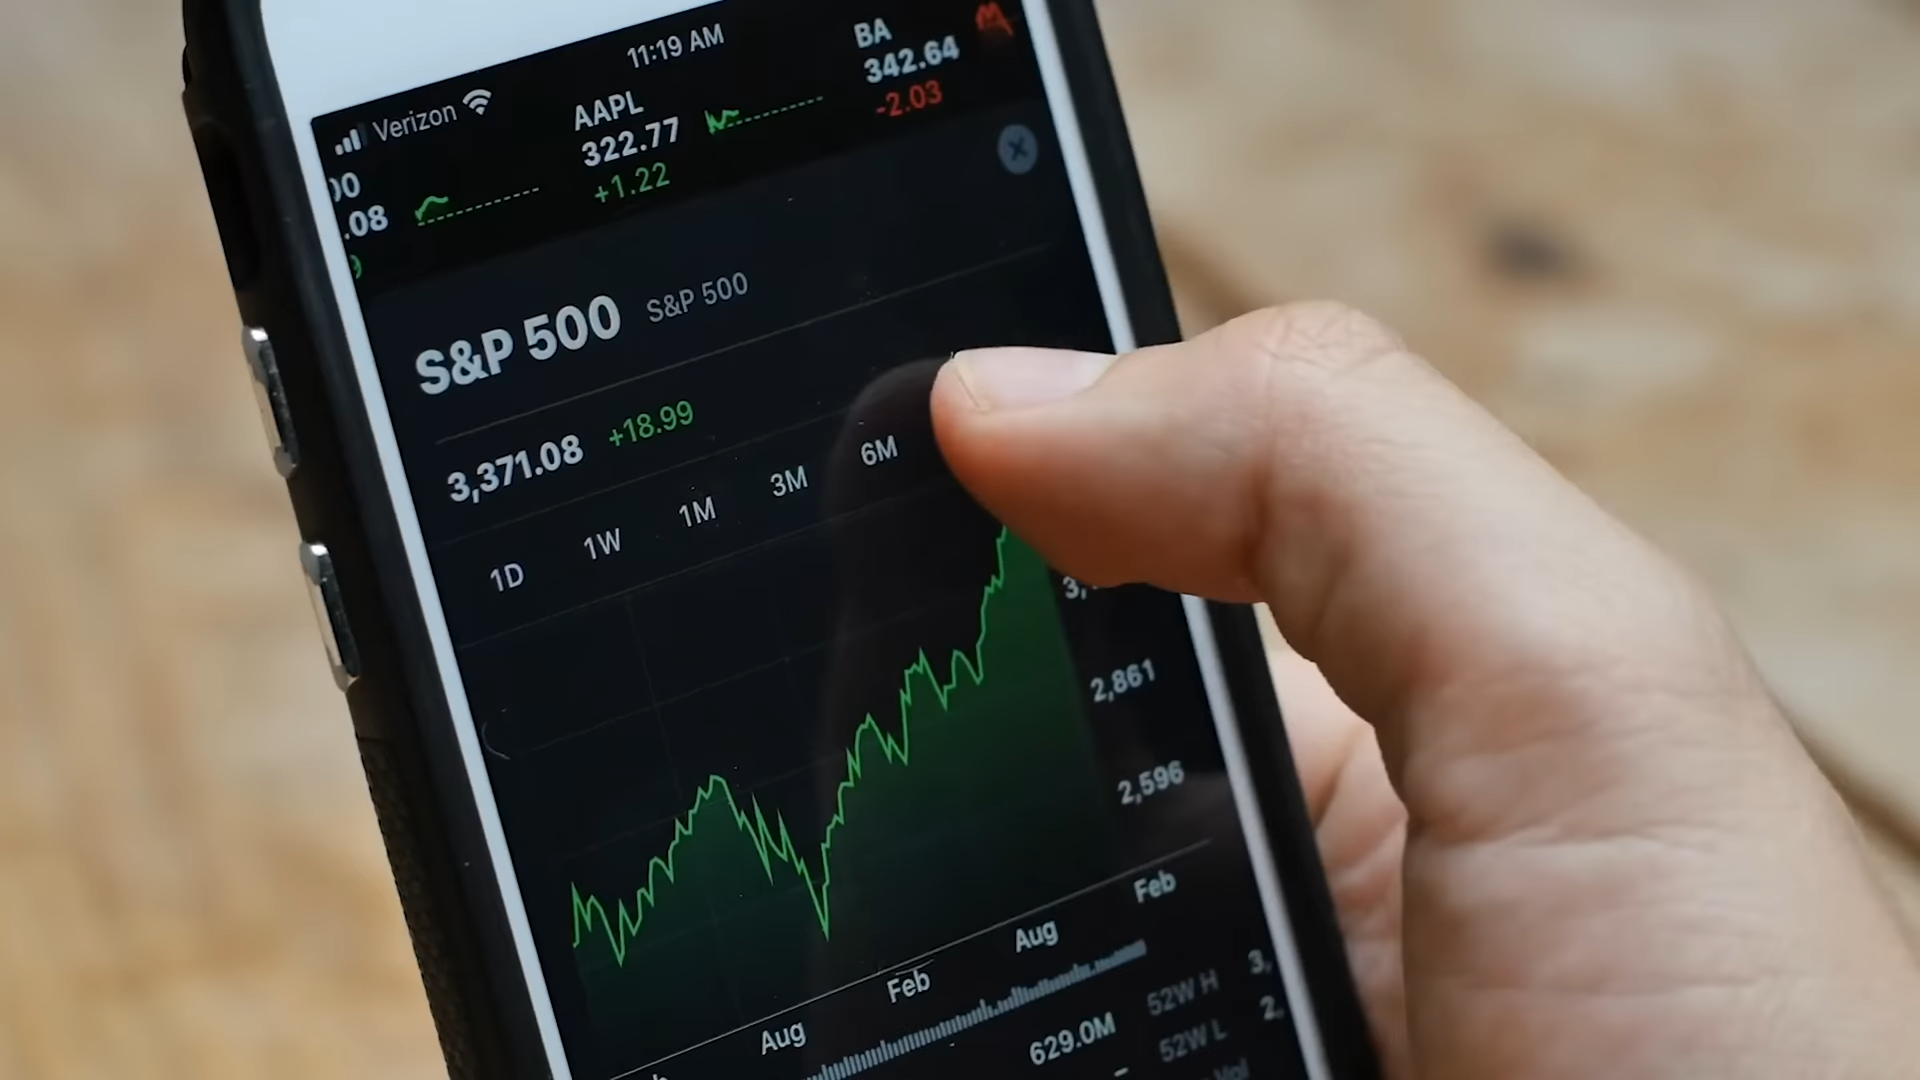 11:19 AM
Verizon
AAPL
322.77
+1.22
BA
342.64
-2.03
.08
S&P 500 S&P 500
3,371.08 +18.99
1D 1W 1M 3M 6M
2,861
2,596
Aug Feb Aug Feb
629.0M
52W H
52W L
Vol